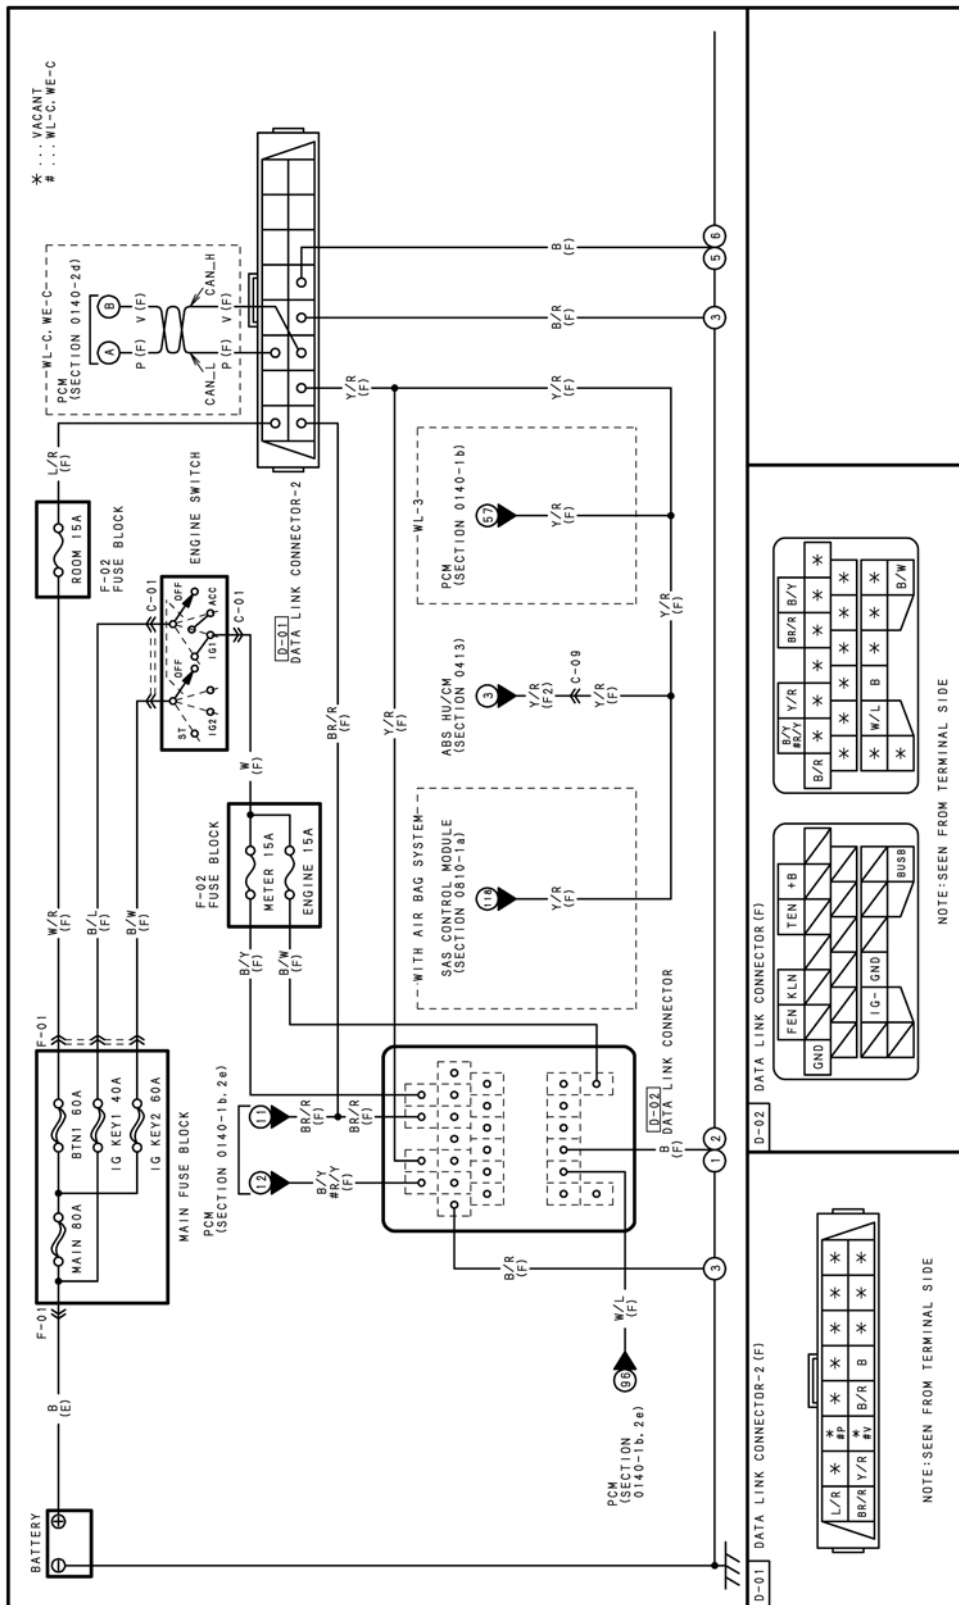 * ...VACANT
# ...WL-C, WE-C
BATTERY
B
(E)
F-01
MAIN 80A
BTN1 60A
IG KEY1 40A
IG KEY2 60A
MAIN FUSE BLOCK
F-01
W/R
(F)
B/L
(F)
B/W
(F)
ROOM 15A
F-02
FUSE BLOCK
L/R
(F)
C-01
ENGINE SWITCH
ST
IG2
OFF
IG1
ACC
OFF
C-01
W
(F)
F-02
FUSE BLOCK
METER 15A
ENGINE 15A
B/Y
(F)
B/W
(F)
WL-C, WE-C
PCM
(SECTION 0140-2d)
A
B
P (F)
V (F)
CAN_L
CAN_H
P (F)
V (F)
D-01
DATA LINK CONNECTOR-2
PCM
(SECTION 0140-1b, 2e)
12
11
B/Y
#R/Y
(F)
BR/R
(F)
BR/R
(F)
BR/R
(F)
Y/R
(F)
Y/R
(F)
WITH AIR BAG SYSTEM
SAS CONTROL MODULE
(SECTION 0810-1a)
118
Y/R
(F)
ABS HU/CM
(SECTION 0413)
3
Y/R
(F2)
C-09
Y/R
(F)
Y/R
(F)
WL-3
PCM
(SECTION 0140-1b)
57
Y/R
(F)
Y/R
(F)
B/R
(F)
B
(F)
D-02
DATA LINK CONNECTOR
PCM
(SECTION
0140-1b, 2e)
96
W/L
(F)
B/R
(F)
B
(F)
3
1
2
3
5
6
D-01
DATA LINK CONNECTOR-2 (F)
L/R
*
*
#P
*
*
*
*
*
BR/R
Y/R
*
#V
B/R
B
*
*
*
NOTE:SEEN FROM TERMINAL SIDE
D-02
DATA LINK CONNECTOR (F)
FEN
KLN
TEN
+B
GND
IG-
GND
BUSB
B/Y
#R/Y
Y/R
BR/R
B/Y
B/R
*
*
*
*
*
*
*
*
*
*
*
*
W/L
B
*
*
*
*
B/W
NOTE:SEEN FROM TERMINAL SIDE